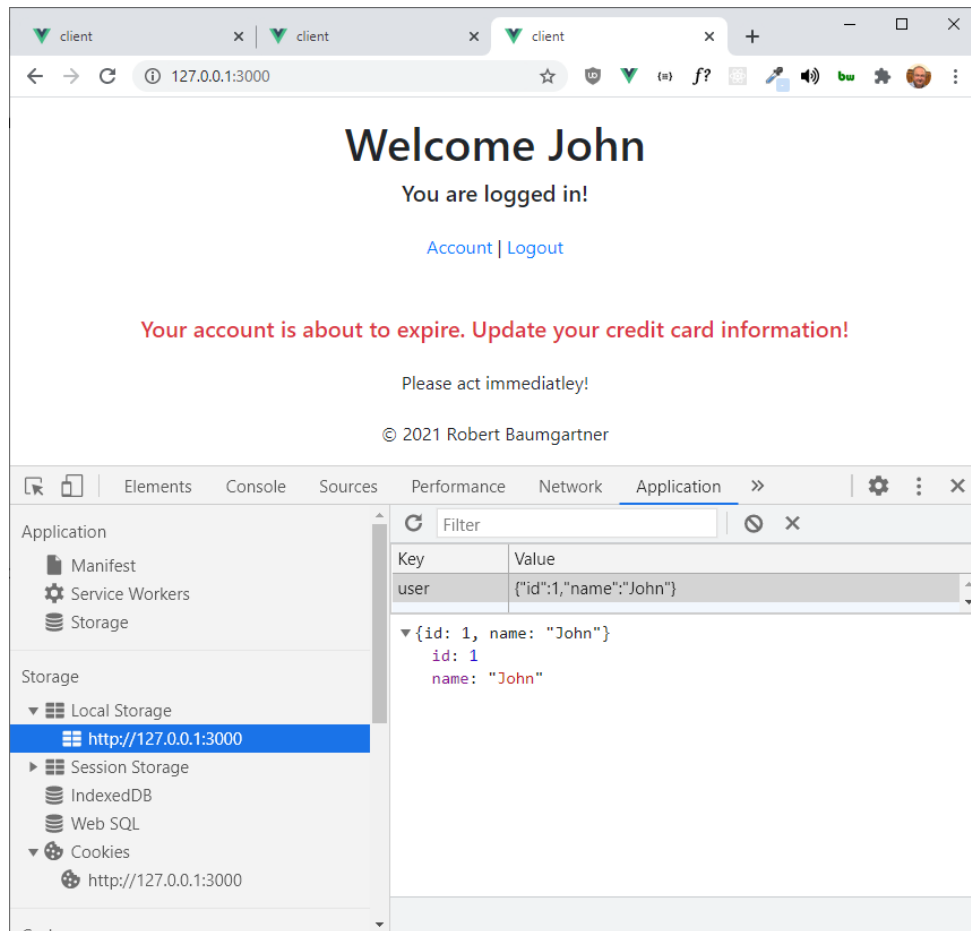 client client client
127.0.0.1:3000
Welcome John
You are logged in!
Account | Logout
Your account is about to expire. Update your credit card information!
Please act immediatley!
© 2021 Robert Baumgartner
Elements Console Sources Performance Network Application »
Application
Manifest
Service Workers
Storage
Storage
Local Storage
http://127.0.0.1:3000
Session Storage
IndexedDB
Web SQL
Cookies
http://127.0.0.1:3000
Filter
Key Value
user {"id":1,"name":"John"}
{id: 1, name: "John"}
id: 1
name: "John"